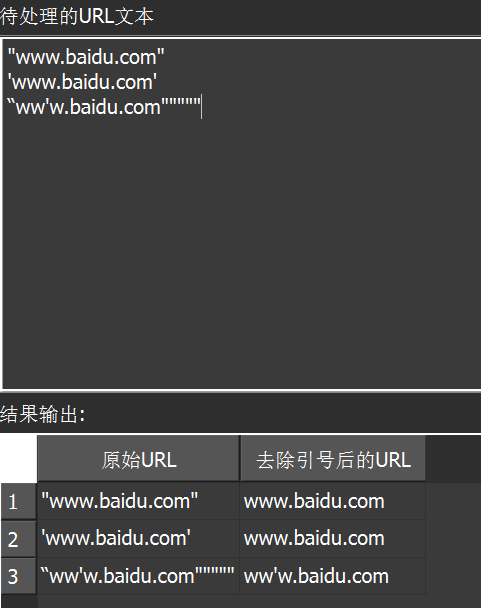 待处理的URL文本
"www.baidu.com"
'www.baidu.com'
“ww'w.baidu.com"""""
结果输出:
原始URL 去除引号后的URL
1 "www.baidu.com" www.baidu.com
2 'www.baidu.com' www.baidu.com
3 “ww'w.baidu.com""""" ww'w.baidu.com